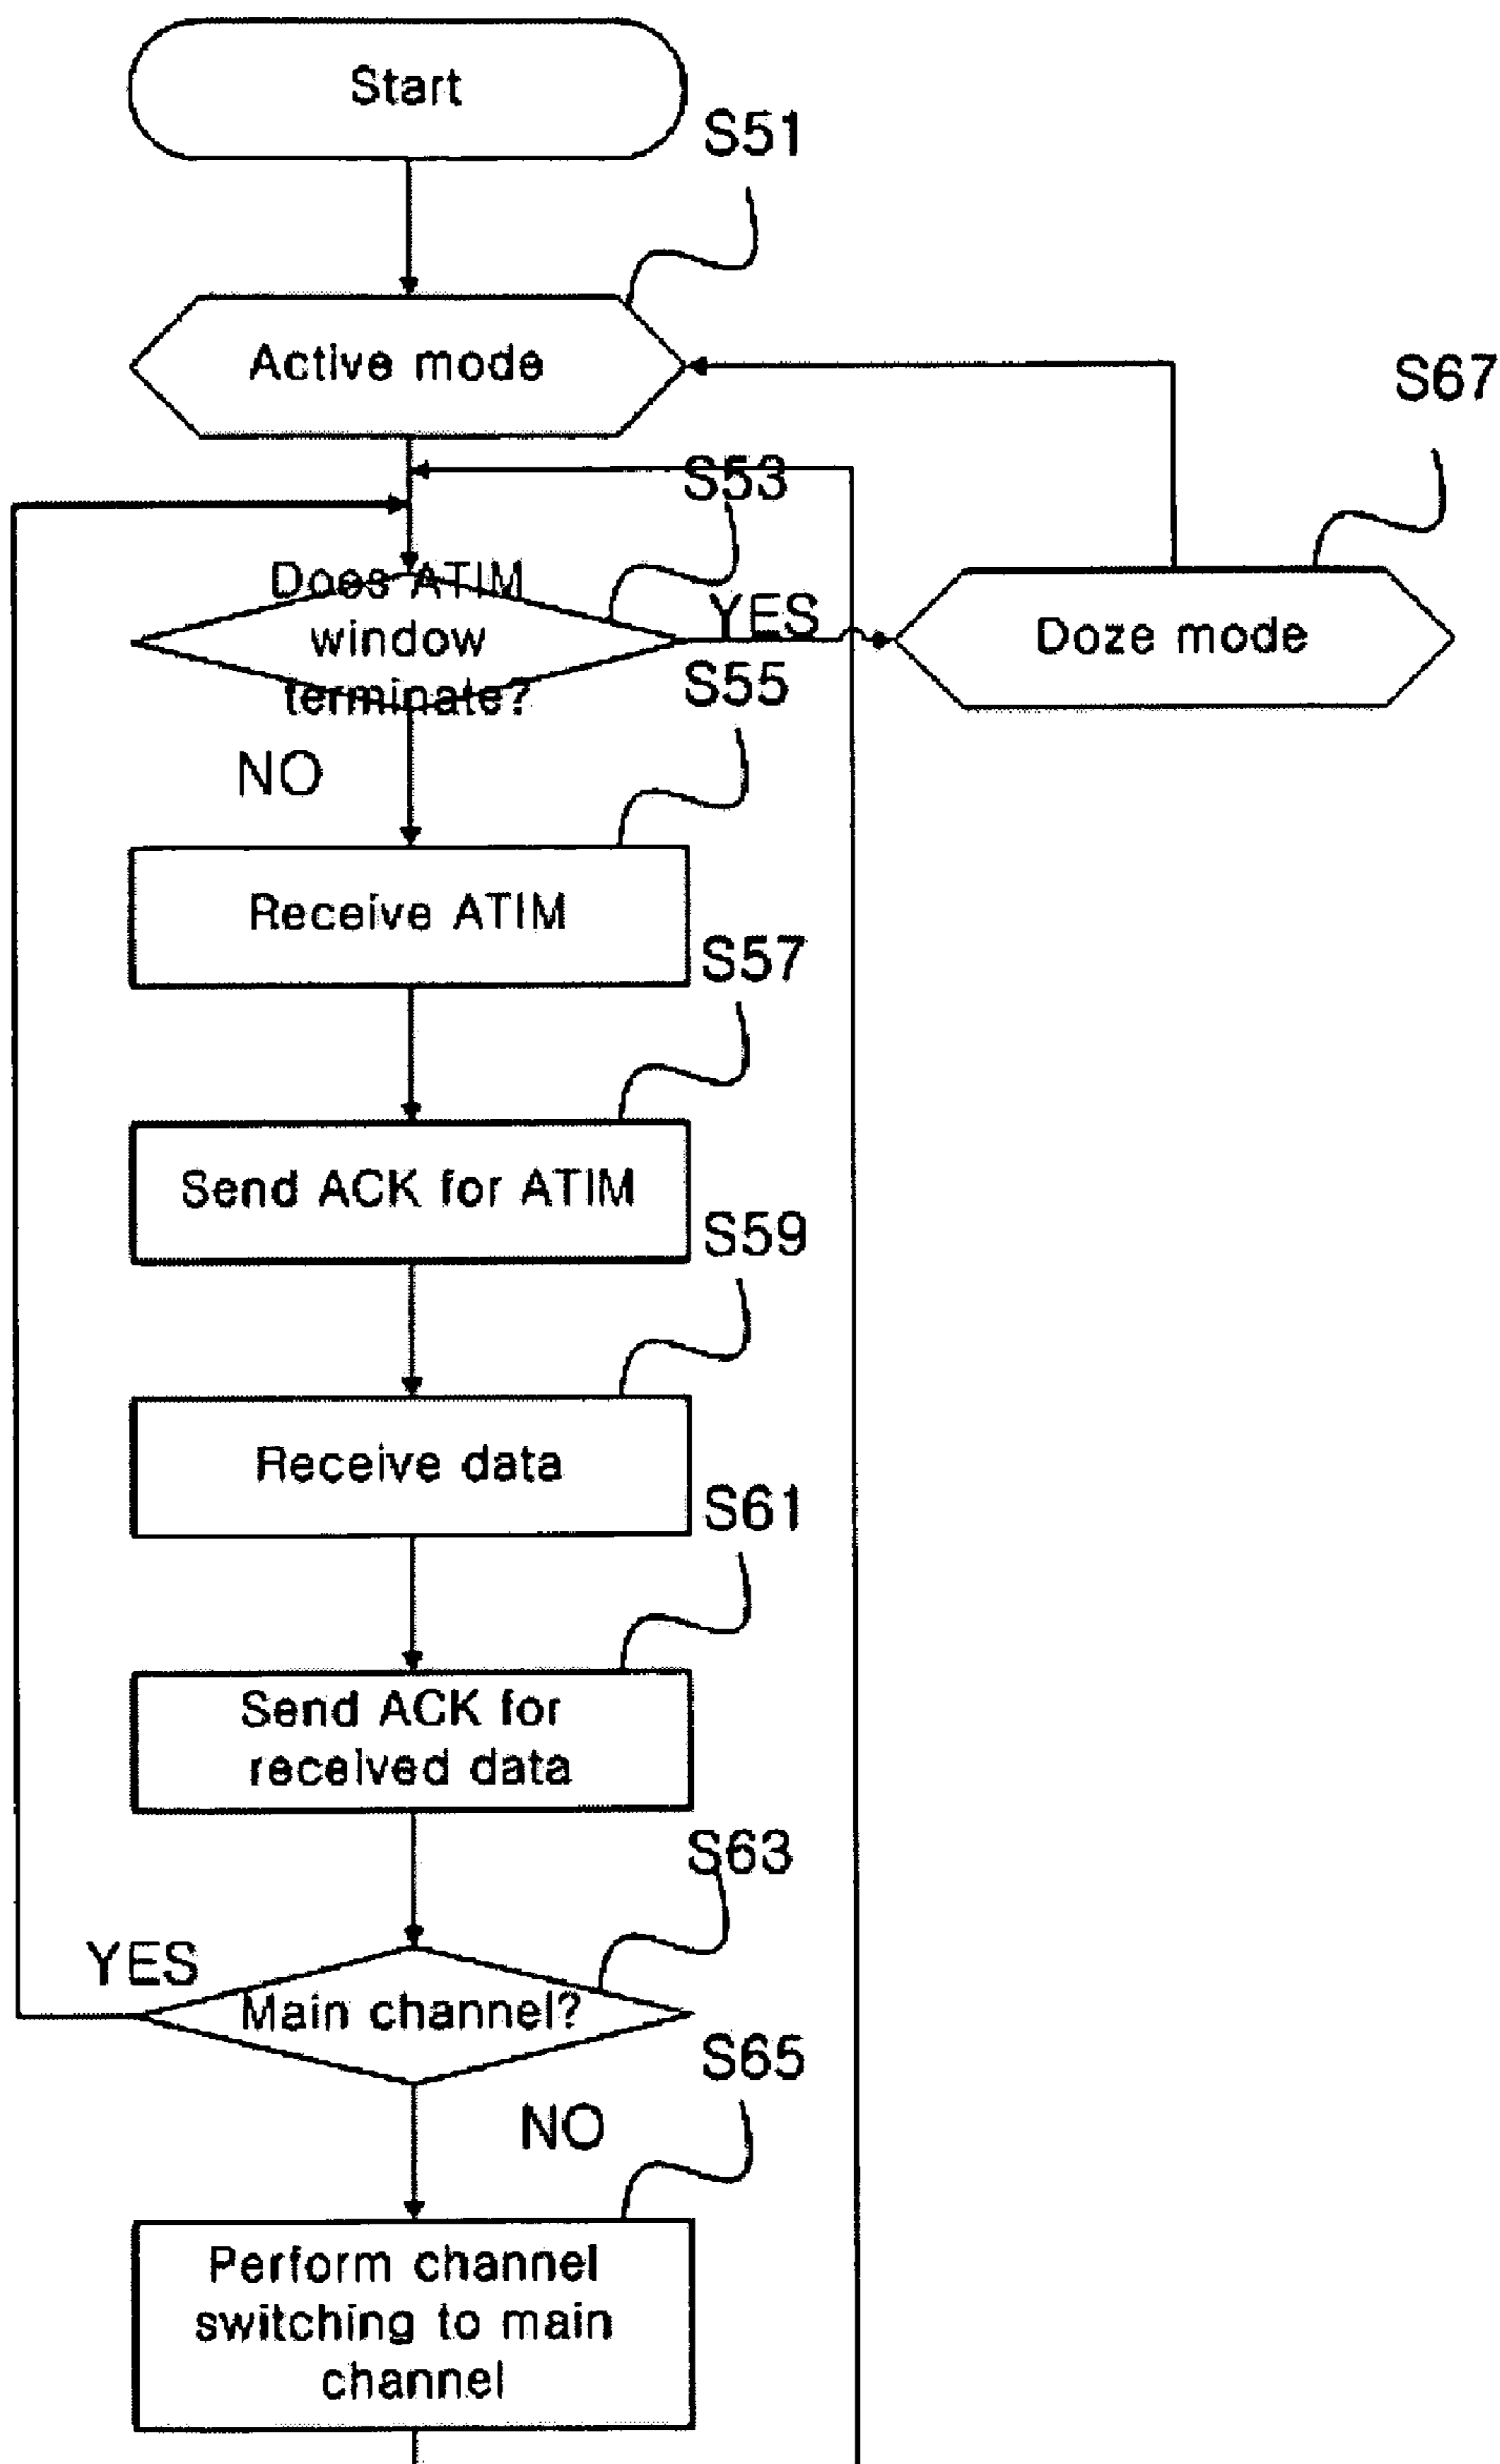 Start
S51
Active mode
S67
S53
Does ATIM
window
terminate?
YES
Doze mode
S55
NO
Receive ATIM
S57
Send ACK for ATIM
S59
Receive data
S61
Send ACK for
received data
S63
YES
Main channel?
S65
NO
Perform channel
switching to main
channel